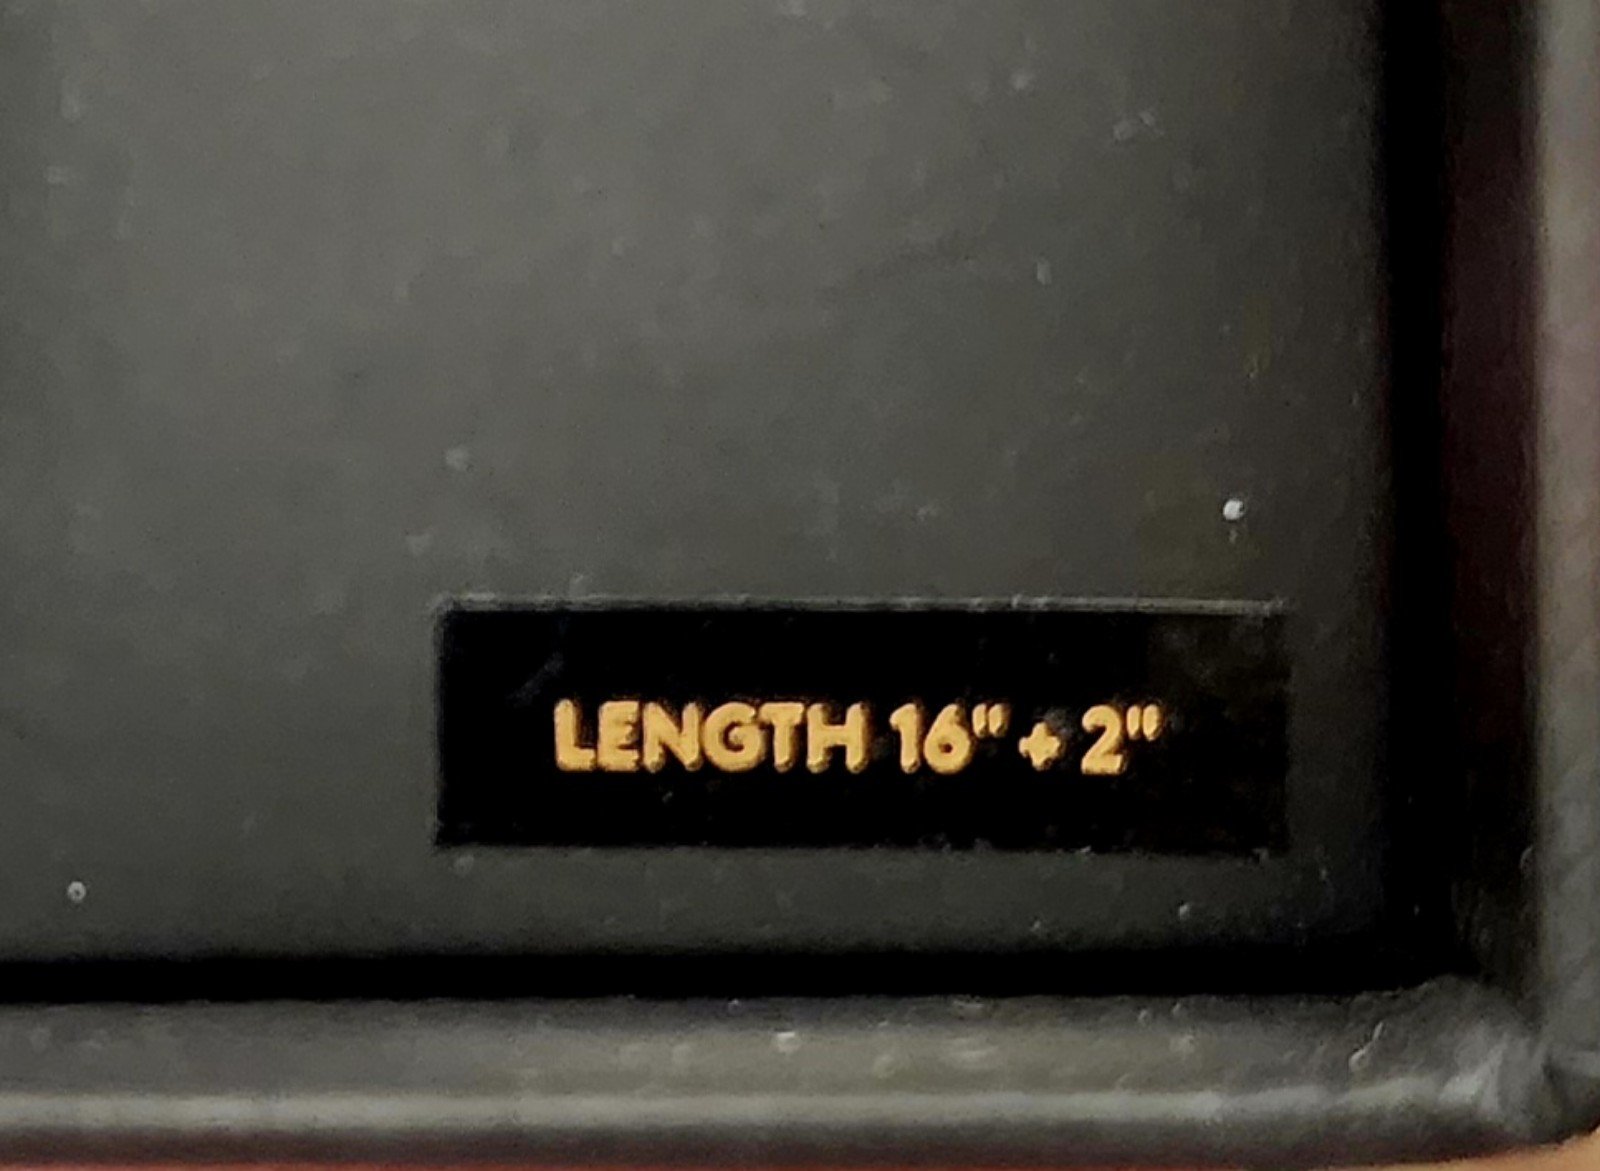 LENGTH 16" + 2"